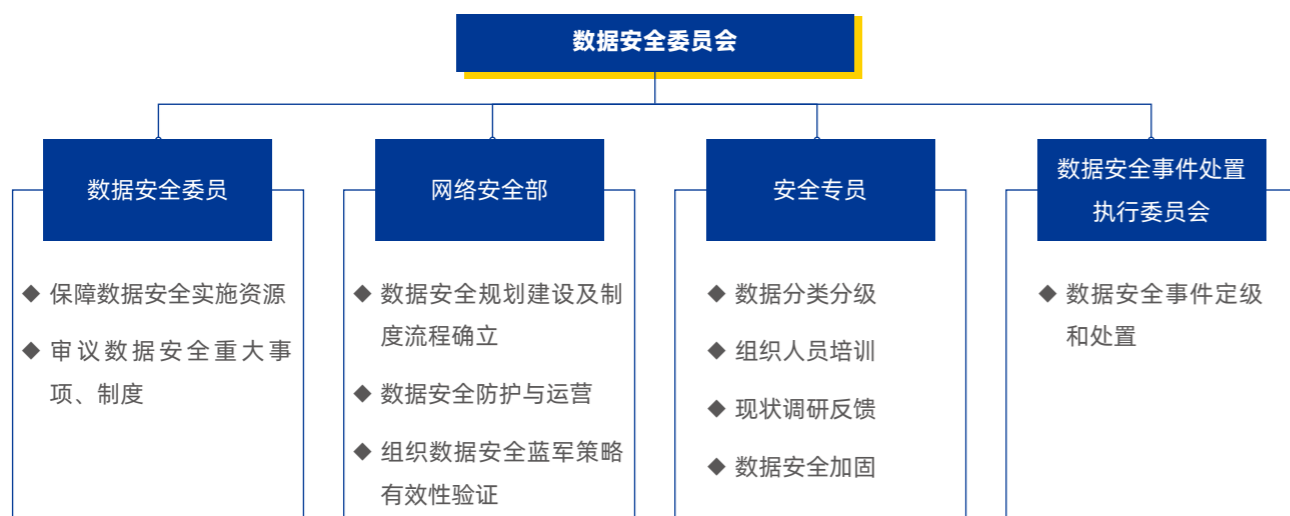 数据安全委员会
数据安全委员
保障数据安全实施资源
审议数据安全重大事
项、制度
网络安全部
数据安全规划建设及制
度流程确立
数据安全防护与运营
组织数据安全蓝军策略
有效性验证
安全专员
数据分类分级
组织人员培训
现状调研反馈
数据安全加固
数据安全事件处置
执行委员会
数据安全事件定级
和处置